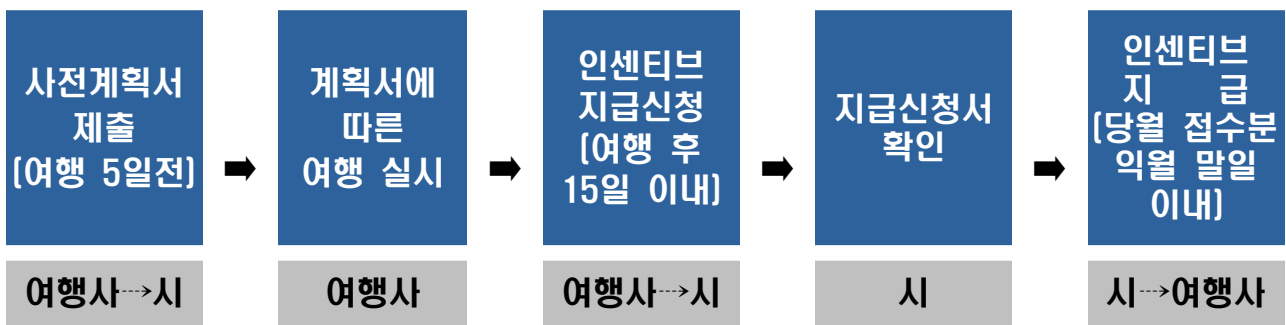 사전계획서
제출
(여행 5일전)
➡
계획서에
따른
여행 실시
➡
인센티브
지급신청
(여행 후
15일 이내)
➡
지급신청서
확인
➡
인센티브
지 급
(당월 접수분
익월 말일
이내)
여행사⤑시
여행사
여행사⤑시
시
시⤑여행사